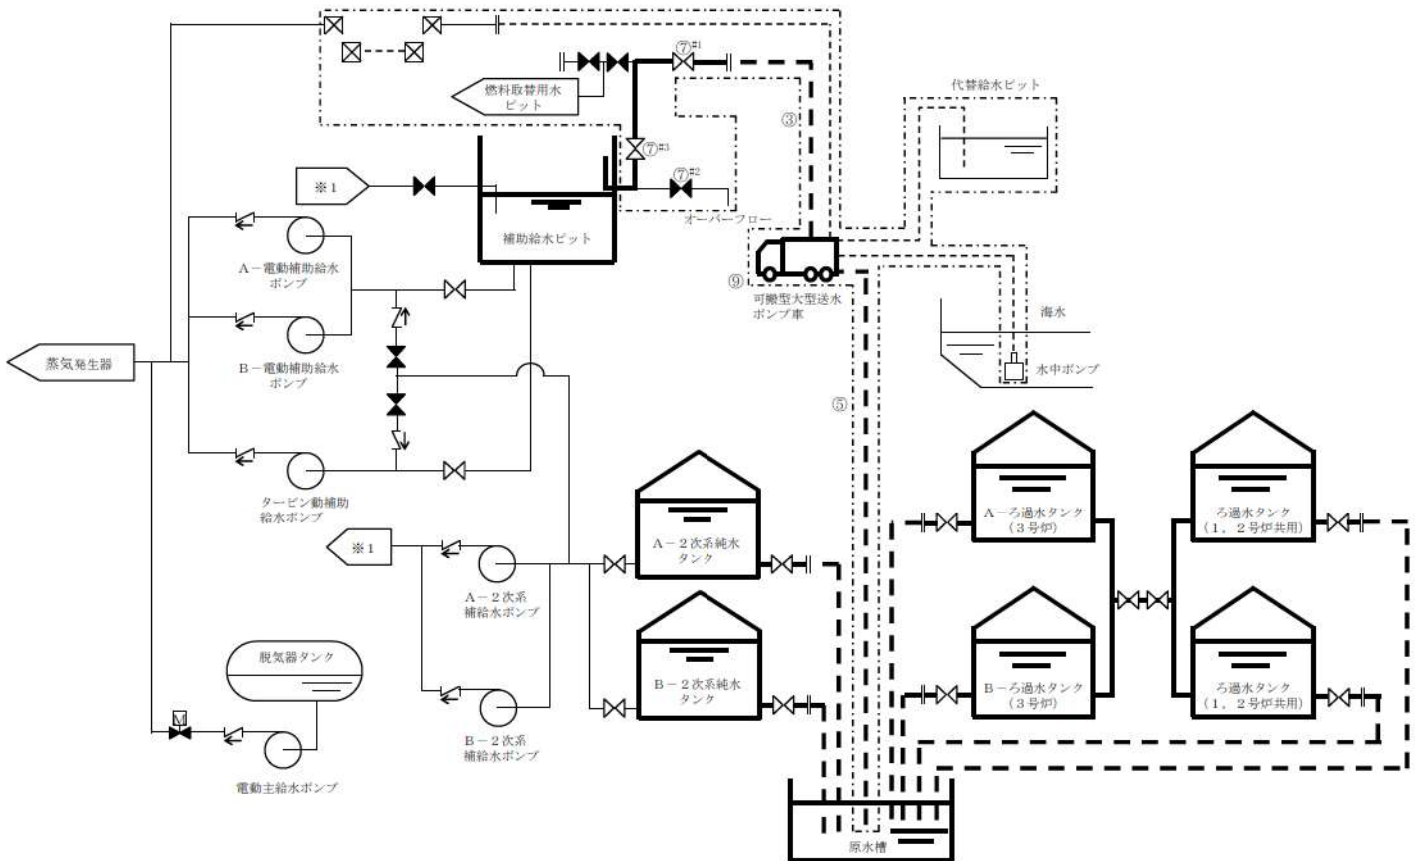 ⑦#1
燃料取替用水
ピット
代替給水ピット
③
⑦#3
⑦#2
※1
オーバーフロー
補助給水ピット
A－電動補助給水
ポンプ
⑨
可搬型大型送水
ポンプ車
海水
蒸気発生器
B－電動補助給水
ポンプ
水中ポンプ
⑤
タービン動補助
給水ポンプ
A－ろ過水タンク
(3号炉)
ろ過水タンク
(1，2号炉共用)
※1
A－2次系純水
タンク
A－2次系
補給水ポンプ
脱気器タンク
B－2次系純水
タンク
B－ろ過水タンク
(3号炉)
ろ過水タンク
(1，2号炉共用)
M
B－2次系
補給水ポンプ
電動主給水ポンプ
原水槽